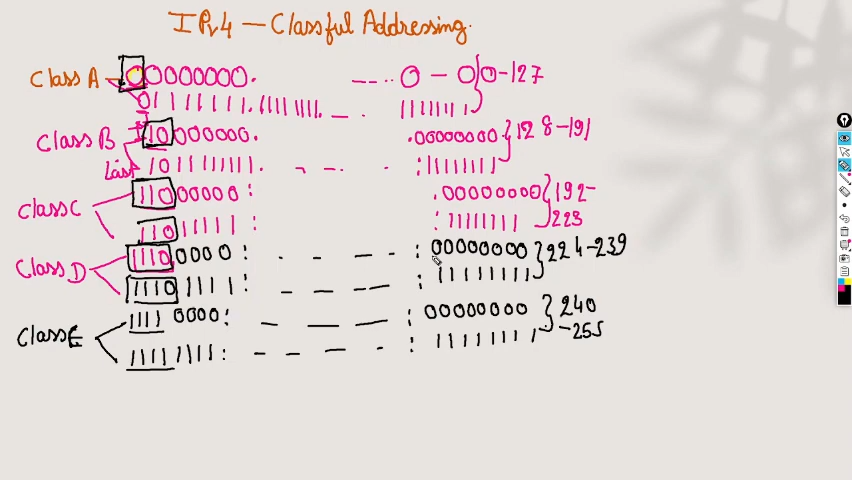 IPv4 — Classful Addressing.
Class A 00000000. ---.. 0 — 0 } 0-127
01111111.11111111. -- 11111111
Class B 10000000. .00000000 } 128-191
Last 10111111. - - . :11111111
Class C 11000000: .00000000 } 192-
11011111: :11111111 223
Class D 11100000: . - -- - :00000000 } 224-239
11101111: - -- -- :11111111
Class E 11110000: - — - :00000000 } 240
11111111: - - - . :11111111 -255